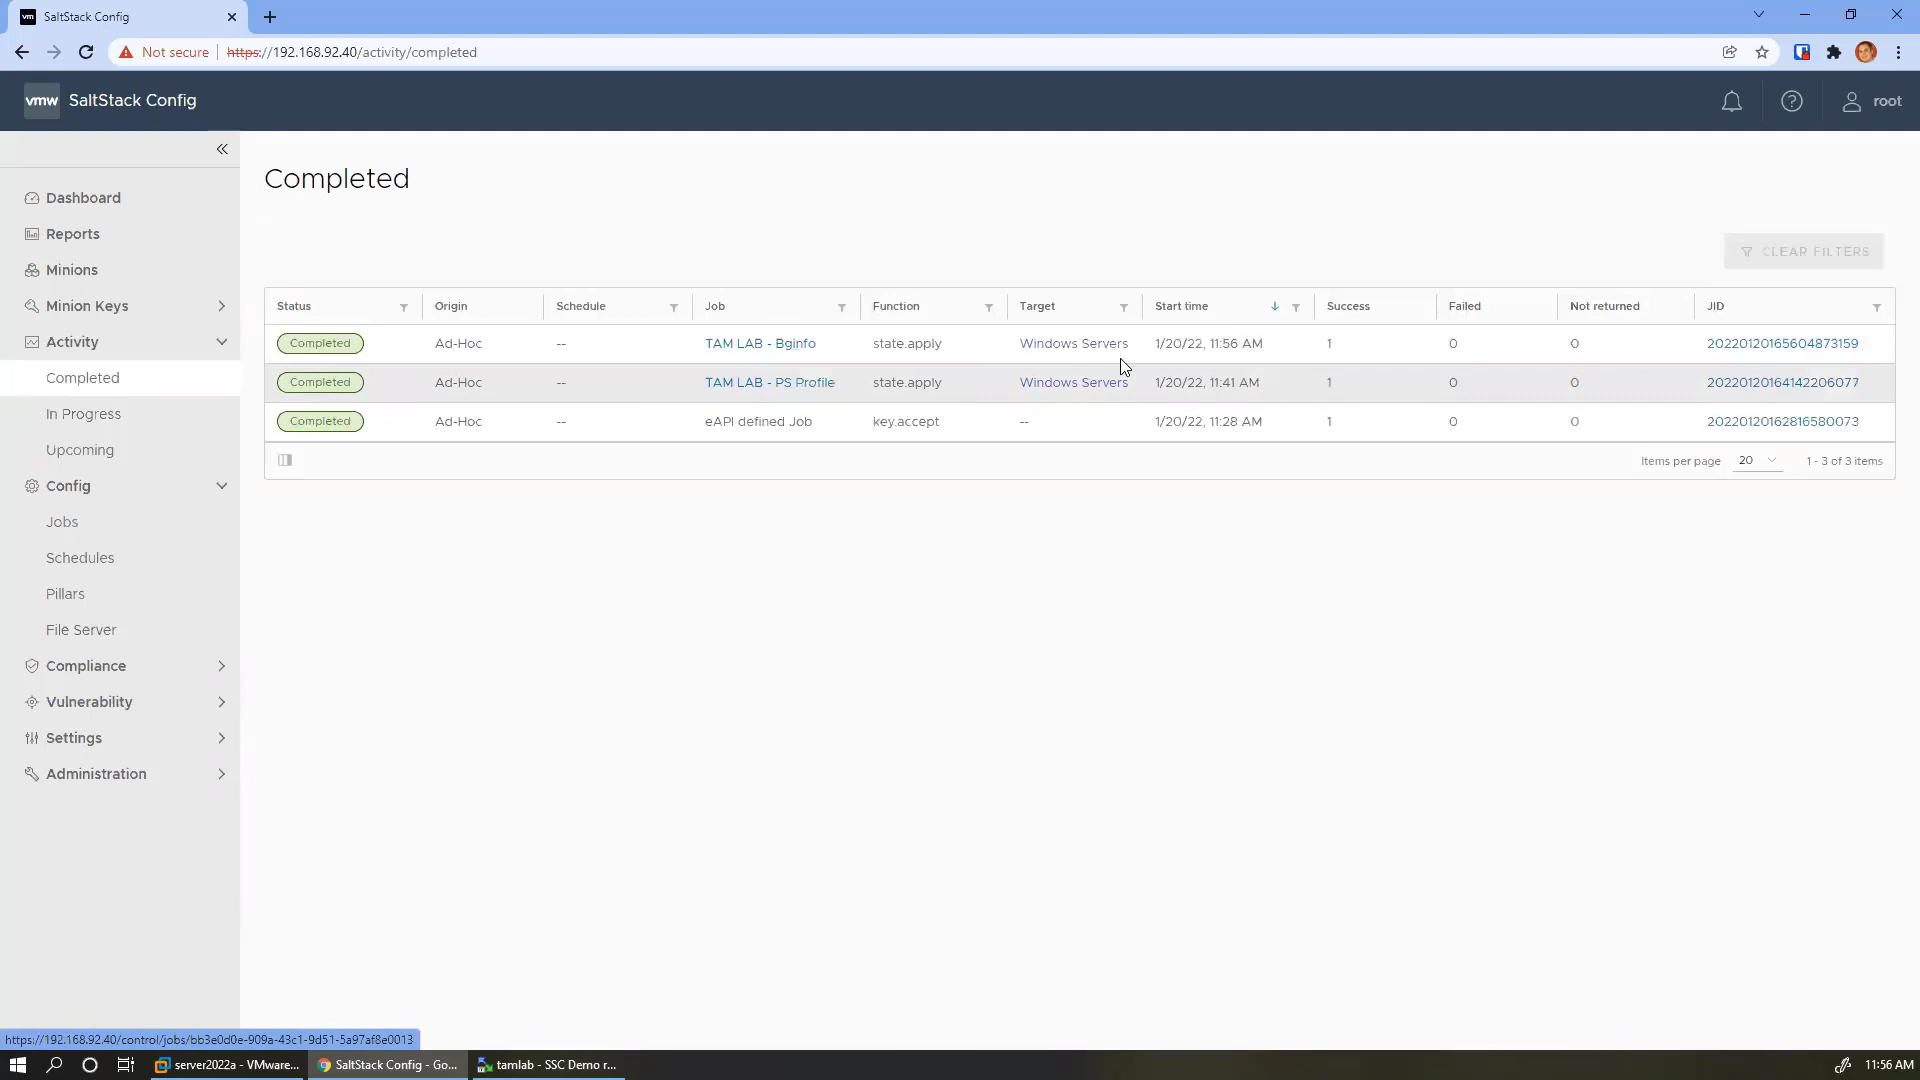 vm SaltStack Config
Not secure https://192.168.92.40/activity/completed
vmw SaltStack Config
root
Dashboard
Reports
Minions
Minion Keys
Activity
Completed
In Progress
Upcoming
Config
Jobs
Schedules
Pillars
File Server
Compliance
Vulnerability
Settings
Administration
Completed
CLEAR FILTERS
Status Origin Schedule Job Function Target Start time Success Failed Not returned JID
Completed Ad-Hoc -- TAM LAB - Bginfo state.apply Windows Servers 1/20/22, 11:56 AM 1 0 0 20220120165604873159
Completed Ad-Hoc -- TAM LAB - PS Profile state.apply Windows Servers 1/20/22, 11:41 AM 1 0 0 20220120164142206077
Completed Ad-Hoc -- eAPI defined Job key.accept -- 1/20/22, 11:28 AM 1 0 0 20220120162816580073
Items per page 20 1 - 3 of 3 items
https://192.168.92.40/control/jobs/bb3e0d0e-909a-43c1-9d51-5a97af8e0013
server2022a - VMware... SaltStack Config - Go... tamlab - SSC Demo r... 11:56 AM